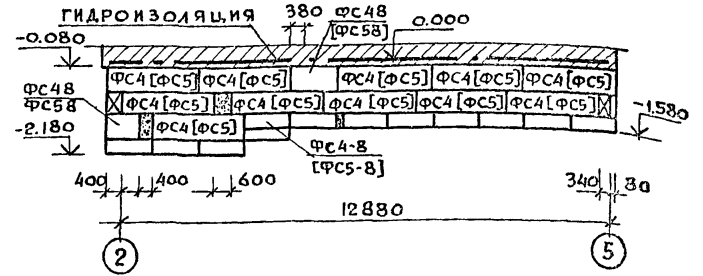 ГИДРОИЗОЛЯЦИЯ 380 ФС48
[ФС58] 0.000
-0.080
ФС4[ФС5] ФС4[ФС5] ФС4[ФС5] ФС4[ФС5] ФС4[ФС5]
ФС48
ФС58
ФС4[ФС5] ФС4[ФС5] ФС4[ФС5] ФС4[ФС5] ФС4[ФС5]
-1.580
ФС4[ФС5]
-2.180
ФС4-8
[ФС5-8]
400 400 600 340 80
12880
2 5